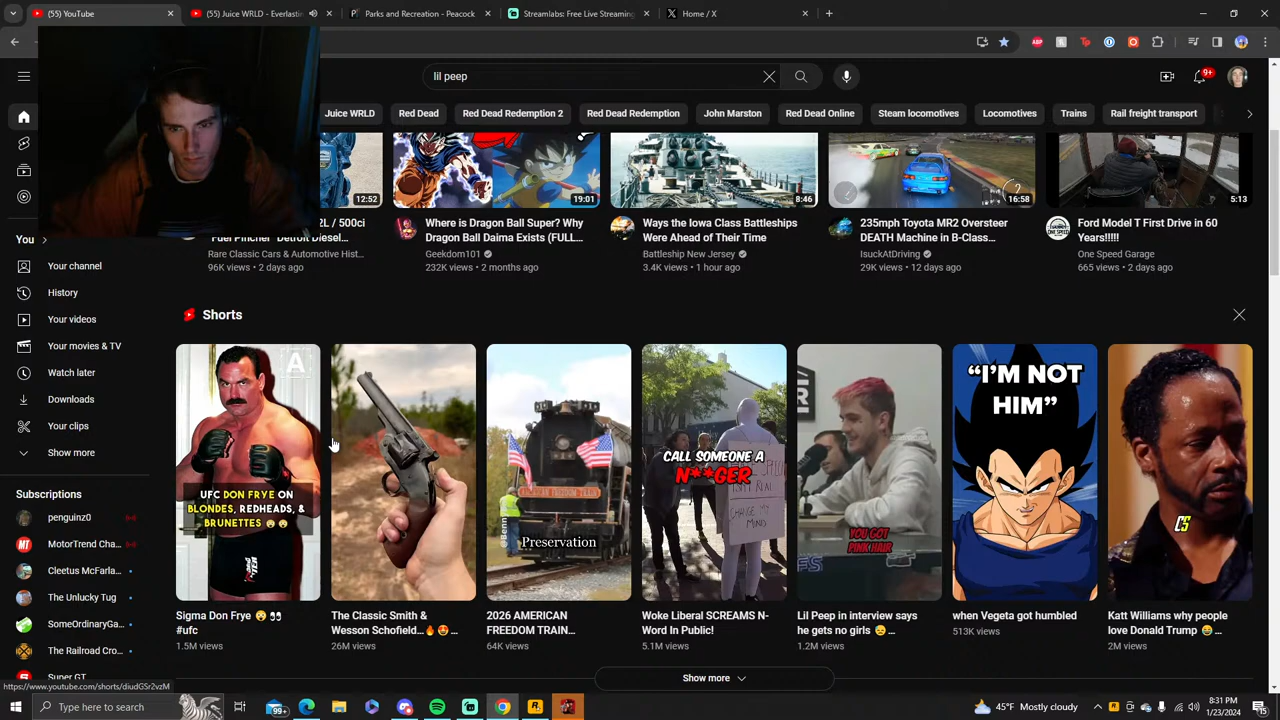 (55) YouTube
(55) Juice WRLD - Everlastin
Parks and Recreation - Peacock
Streamlabs: Free Live Streaming
Home / X
lil peep
9+
Juice WRLD
Red Dead
Red Dead Redemption 2
Red Dead Redemption
John Marston
Red Dead Online
Steam locomotives
Locomotives
Trains
Rail freight transport
12:52
19:01
8:46
16:58
5:13
2L / 500ci
Where is Dragon Ball Super? Why
Ways the Iowa Class Battleships
235mph Toyota MR2 Oversteer
Ford Model T First Drive in 60
"Fuel Pincher" Detroit Diesel...
Dragon Ball Daima Exists (FULL...
Were Ahead of Their Time
DEATH Machine in B-Class...
Years!!!!!
Rare Classic Cars & Automotive Hist...
Geekdom101
Battleship New Jersey
IsuckAtDriving
One Speed Garage
96K views • 2 days ago
232K views • 2 months ago
3.4K views • 1 hour ago
29K views • 12 days ago
665 views • 2 days ago
You
Your channel
History
Your videos
Your movies & TV
Watch later
Downloads
Your clips
Show more
Subscriptions
penguinz0
MotorTrend Cha...
Cleetus McFarla...
The Unlucky Tug
SomeOrdinaryGa...
The Railroad Cro...
Super GT
Shorts
A
UFC DON FRYE ON
BLONDES, REDHEADS, &
BRUNETTES
AMERICAN FREEDOM TRAIN
Preservation
CALL SOMEONE A
N**GER
CHANGE MY
MIND
YOU GOT
PINK HAIR
"I'M NOT
HIM"
Sigma Don Frye 😮 👀
#ufc
1.5M views
The Classic Smith &
Wesson Schofield...🔥😍...
26M views
2026 AMERICAN
FREEDOM TRAIN...
64K views
Woke Liberal SCREAMS N-
Word In Public!
5.1M views
Lil Peep in interview says
he gets no girls 😔...
1.2M views
when Vegeta got humbled
513K views
Katt Williams why people
love Donald Trump 😅...
2M views
Show more
https://www.youtube.com/shorts/diudGSr2vzM
Type here to search
99+
45°F Mostly cloudy
8:31 PM
1/23/2024